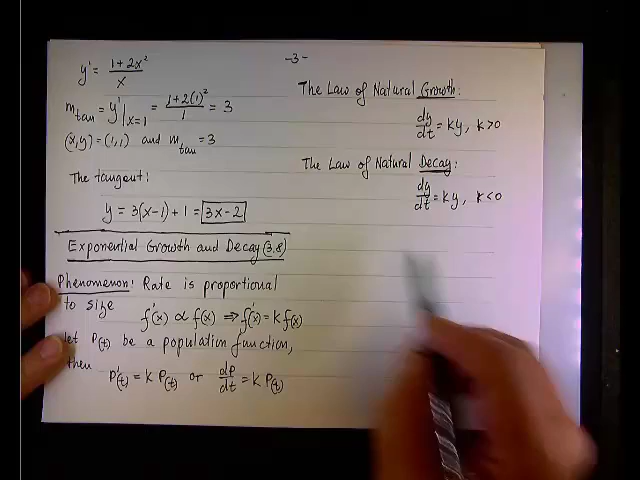 -3-
y' = (1+2x²)/x
m_tan = y'|x=1 = (1+2(1)²)/1 = 3
(x,y) = (1,1) and m_tan = 3
The tangent:
y = 3(x-1)+1 = 3x-2
Exponential Growth and Decay (3.8)
Phenomenon: Rate is proportional
to size
f'(x) ∝ f(x) ⟹ f'(x) = k f(x)
Let P(t) be a population function,
then
P'(t) = k P(t) or dP/dt = k P(t)
The Law of Natural Growth:
dy/dt = ky, k>0
The Law of Natural Decay:
dy/dt = ky, k<0